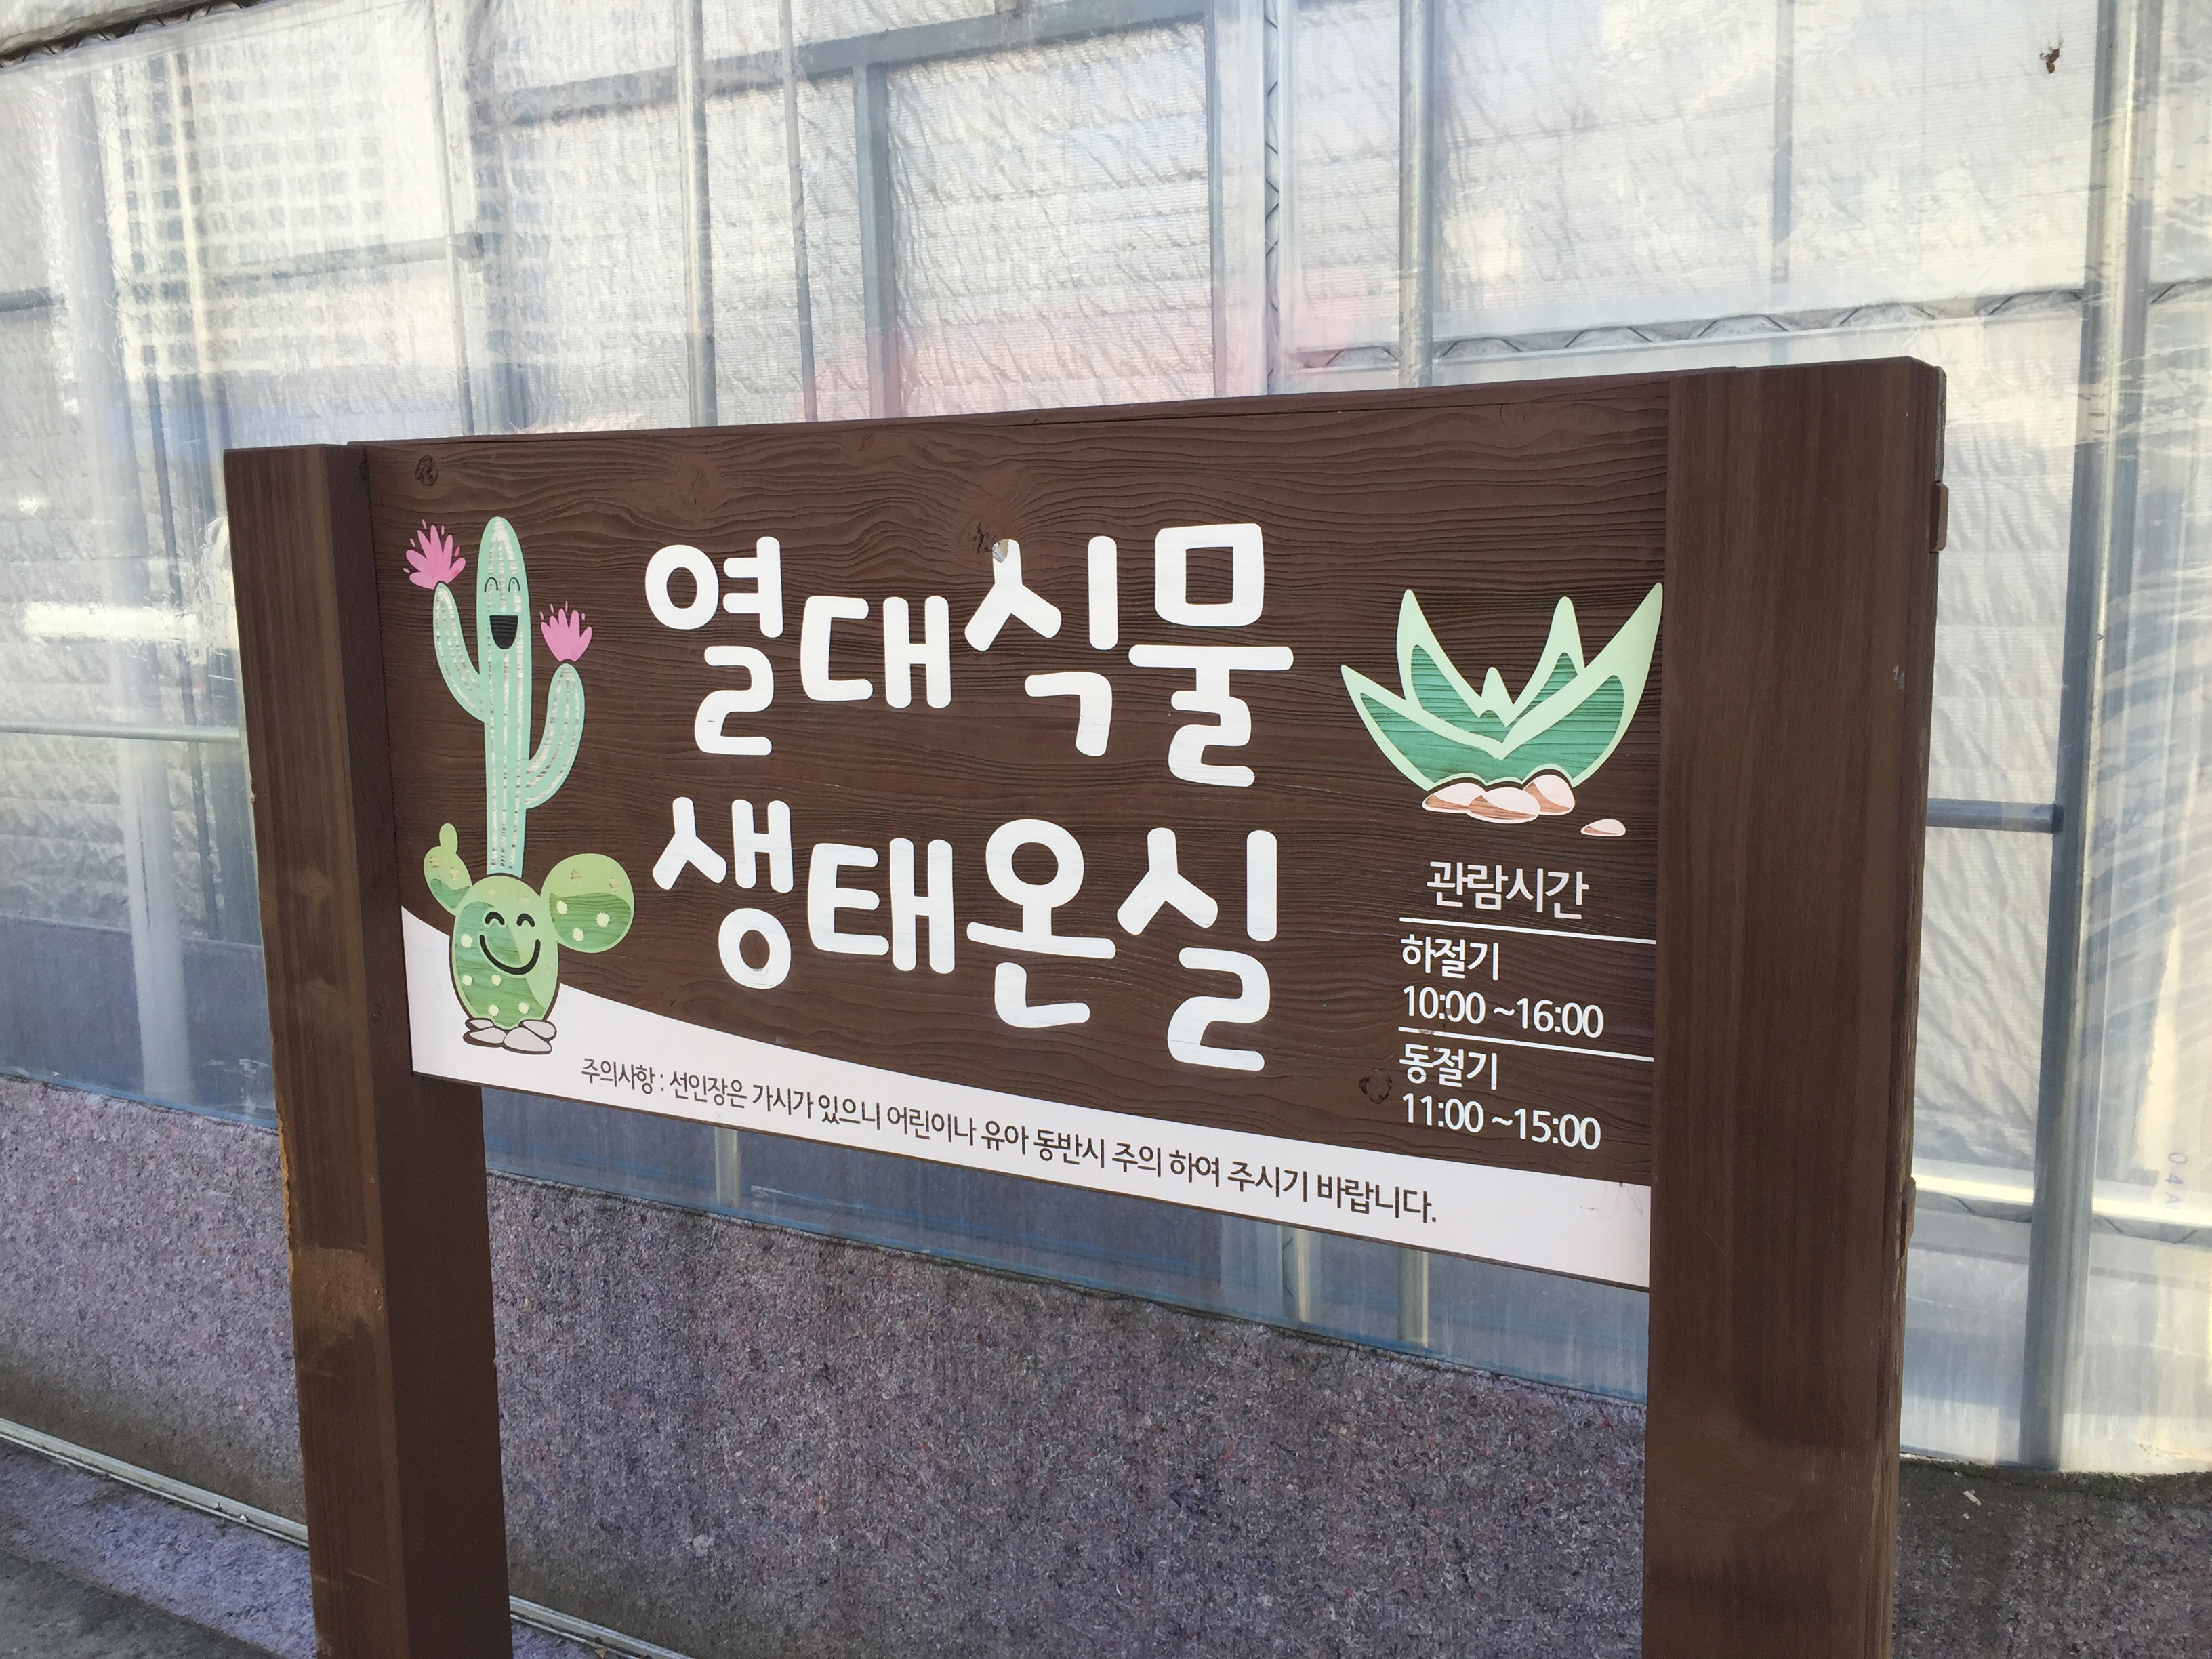 열대식물
생태온실
관람시간
하절기
10:00 ~16:00
동절기
11:00 ~15:00
주의사항 : 선인장은 가시가 있으니 어린이나 유아 동반시 주의 하여 주시기 바랍니다.